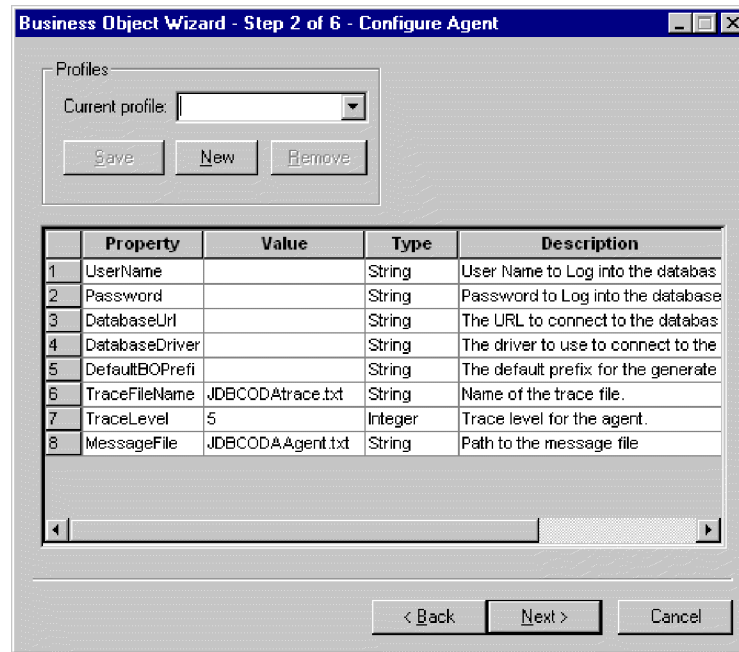 Business Object Wizard - Step 2 of 6 - Configure Agent
Profiles
Current profile:
Save New Remove
Property Value Type Description
1 UserName String User Name to Log into the databas
2 Password String Password to Log into the database
3 DatabaseUrl String The URL to connect to the databas
4 DatabaseDriver String The driver to use to connect to the
5 DefaultBOPrefi String The default prefix for the generate
6 TraceFileName JDBCODAtrace.txt String Name of the trace file.
7 TraceLevel 5 Integer Trace level for the agent.
8 MessageFile JDBCODAAgent.txt String Path to the message file
< Back Next > Cancel